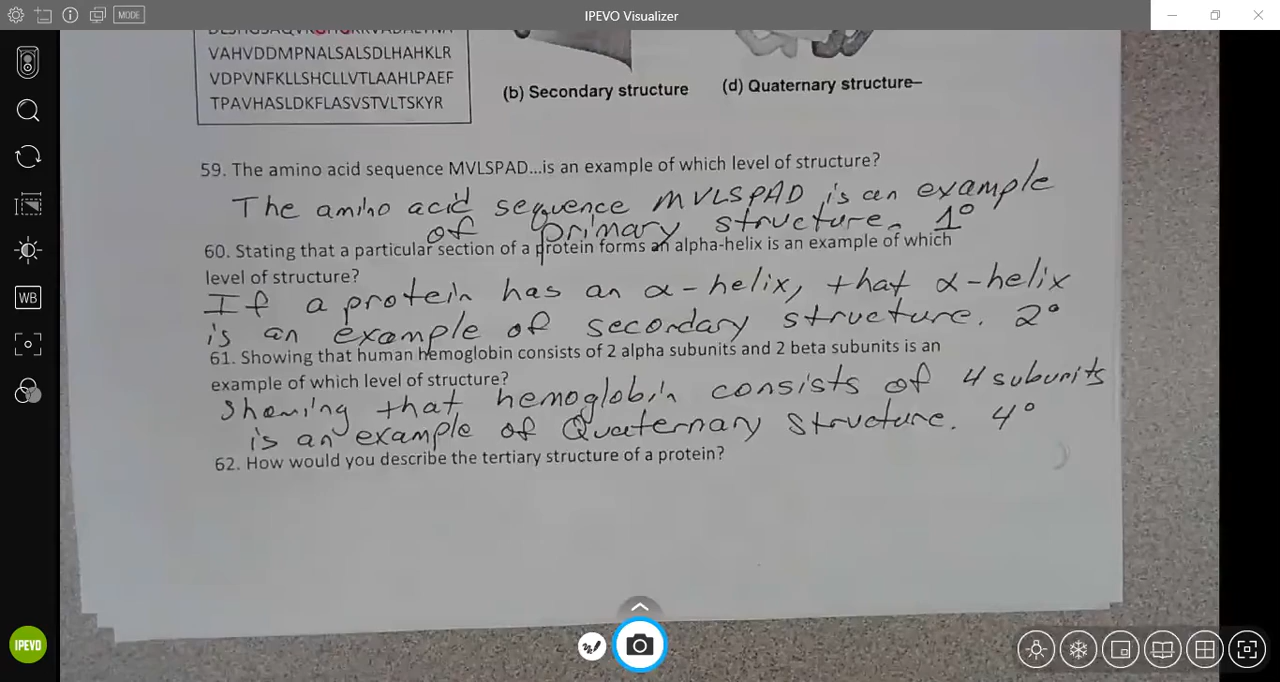 IPEVO Visualizer
MODE
VAHVDDMPNALSALSDLHAHKLR
VDPVNFKLLSHCLLVTLAAHLPAEF
TPAVHASLDKFLASVSTVLTSKYR
(b) Secondary structure
(d) Quaternary structure–
59. The amino acid sequence MVLSPAD...is an example of which level of structure?
The amino acid sequence MVLSPAD is an example
of primary structure. 1°
60. Stating that a particular section of a protein forms an alpha-helix is an example of which
level of structure?
If a protein has an α-helix, that α-helix
is an example of secordary structure. 2°
61. Showing that human hemoglobin consists of 2 alpha subunits and 2 beta subunits is an
example of which level of structure?
Showing that hemoglobin consists of 4 subunits
is an example of Quaternary Structure. 4°
62. How would you describe the tertiary structure of a protein?
WB
IPEVO